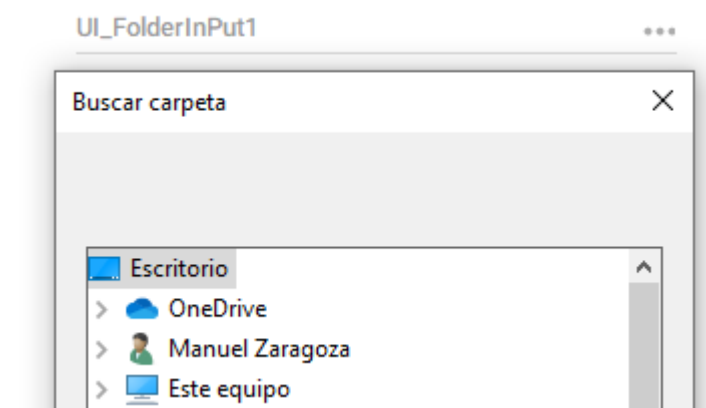 UI_FolderInPut1
Buscar carpeta
Escritorio
OneDrive
Manuel Zaragoza
Este equipo